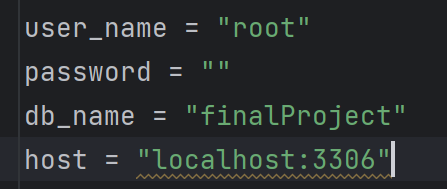 user_name = "root"
password = ""
db_name = "finalProject"
host = "localhost:3306"